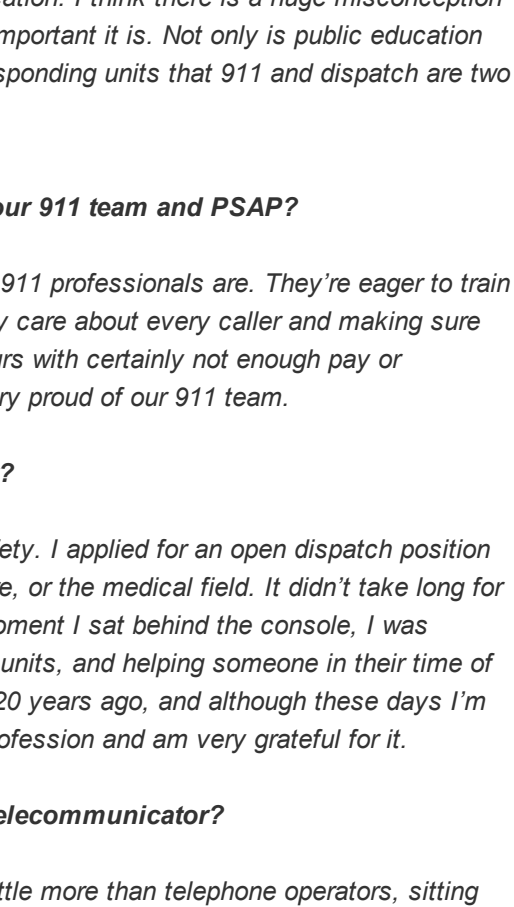 ation. I think there is a huge misconception
mportant it is. Not only is public education
sponding units that 911 and dispatch are two
our 911 team and PSAP?
911 professionals are. They’re eager to train
y care about every caller and making sure
urs with certainly not enough pay or
ry proud of our 911 team.
?
fety. I applied for an open dispatch position
e, or the medical field. It didn’t take long for
oment I sat behind the console, I was
units, and helping someone in their time of
20 years ago, and although these days I’m
ofession and am very grateful for it.
elecommunicator?
ttle more than telephone operators, sitting